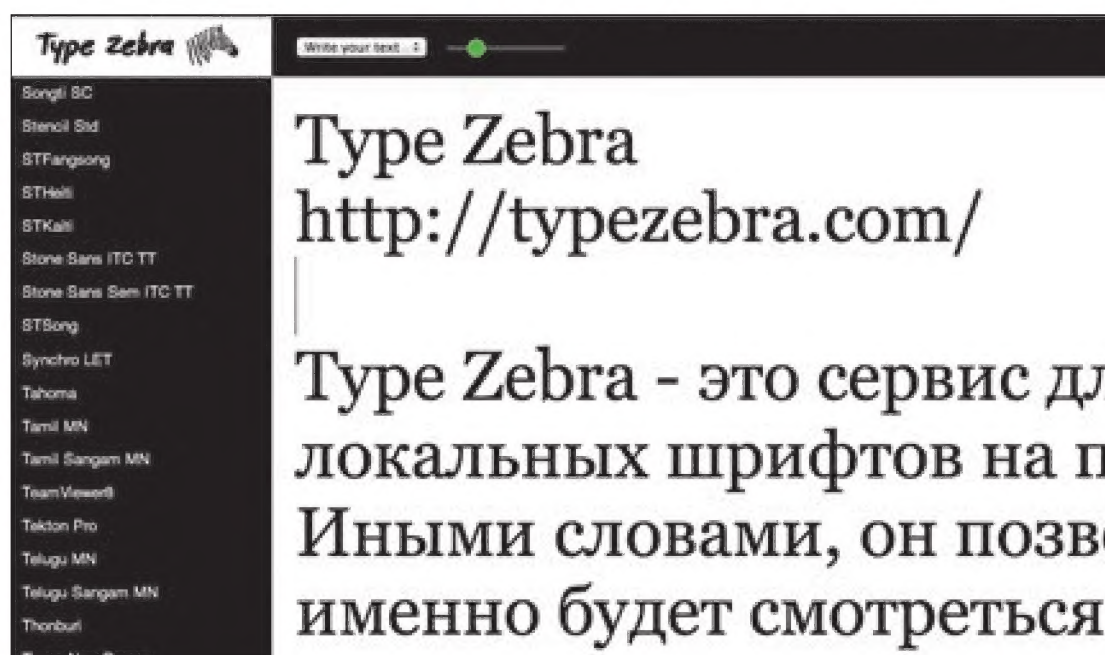 Type Zebra
Write your text
Songti SC
Stencil Std
STFangsong
STHeiti
STKaiti
Stone Sans ITC TT
Stone Sans Sem ITC TT
STSong
Synchro LET
Tahoma
Tamil MN
Tamil Sangam MN
TeamViewer8
Tekton Pro
Telugu MN
Telugu Sangam MN
Thonburi
Type Zebra
http://typezebra.com/
Type Zebra - это сервис дл
локальных шрифтов на п
Иными словами, он позв
именно будет смотреться